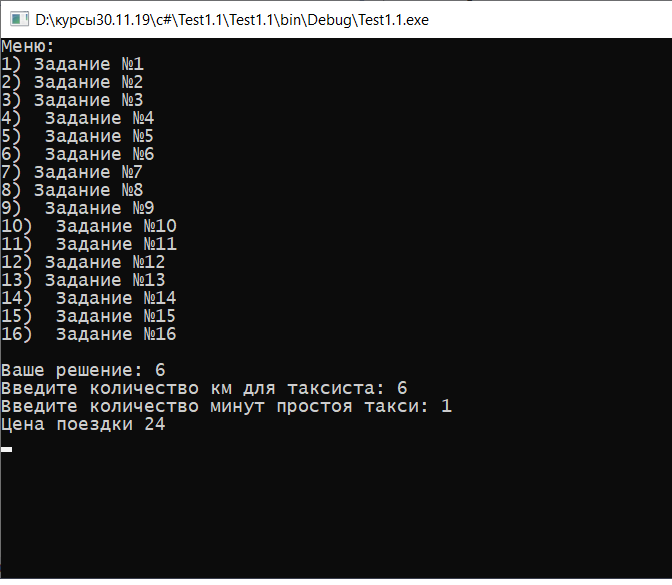 D:\курсы30.11.19\c#\Test1.1\Test1.1\bin\Debug\Test1.1.exe
Меню:
1) Задание №1
2) Задание №2
3) Задание №3
4)  Задание №4
5)  Задание №5
6)  Задание №6
7) Задание №7
8) Задание №8
9)  Задание №9
10)  Задание №10
11)  Задание №11
12) Задание №12
13) Задание №13
14)  Задание №14
15)  Задание №15
16)  Задание №16
Ваше решение: 6
Введите количество км для таксиста: 6
Введите количество минут простоя такси: 1
Цена поездки 24